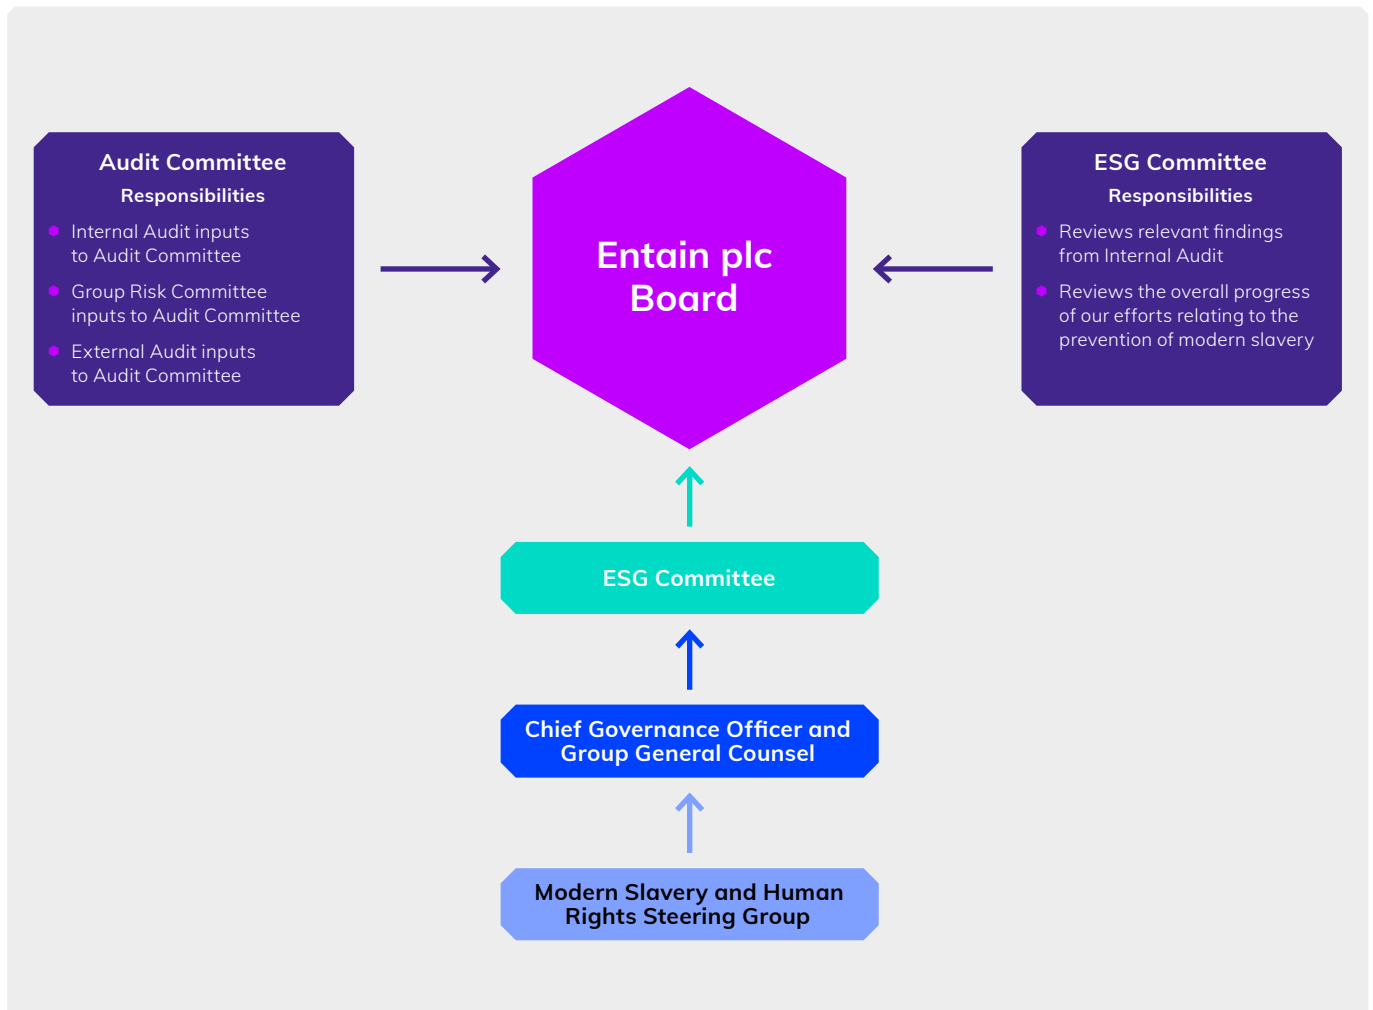 Audit Committee
Responsibilities
Internal Audit inputs
to Audit Committee
Group Risk Committee
inputs to Audit Committee
External Audit inputs
to Audit Committee
Entain plc
Board
ESG Committee
Responsibilities
Reviews relevant findings
from Internal Audit
Reviews the overall progress
of our efforts relating to the
prevention of modern slavery
ESG Committee
Chief Governance Officer and
Group General Counsel
Modern Slavery and Human
Rights Steering Group